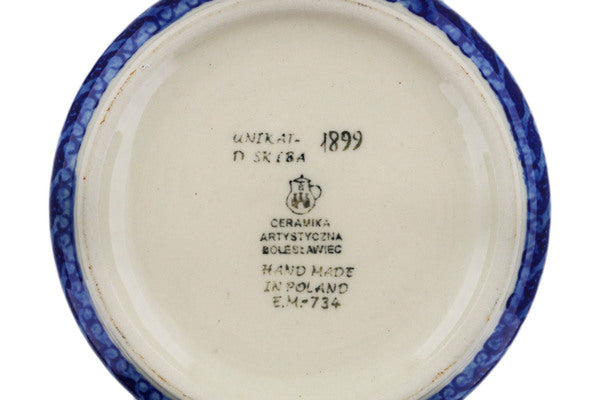 UNIKAT- 1899
D SKIBA
CERAMIKA
ARTYSTYCZNA
BOLESŁAWIEC
HAND MADE
IN POLAND
E.M.-734